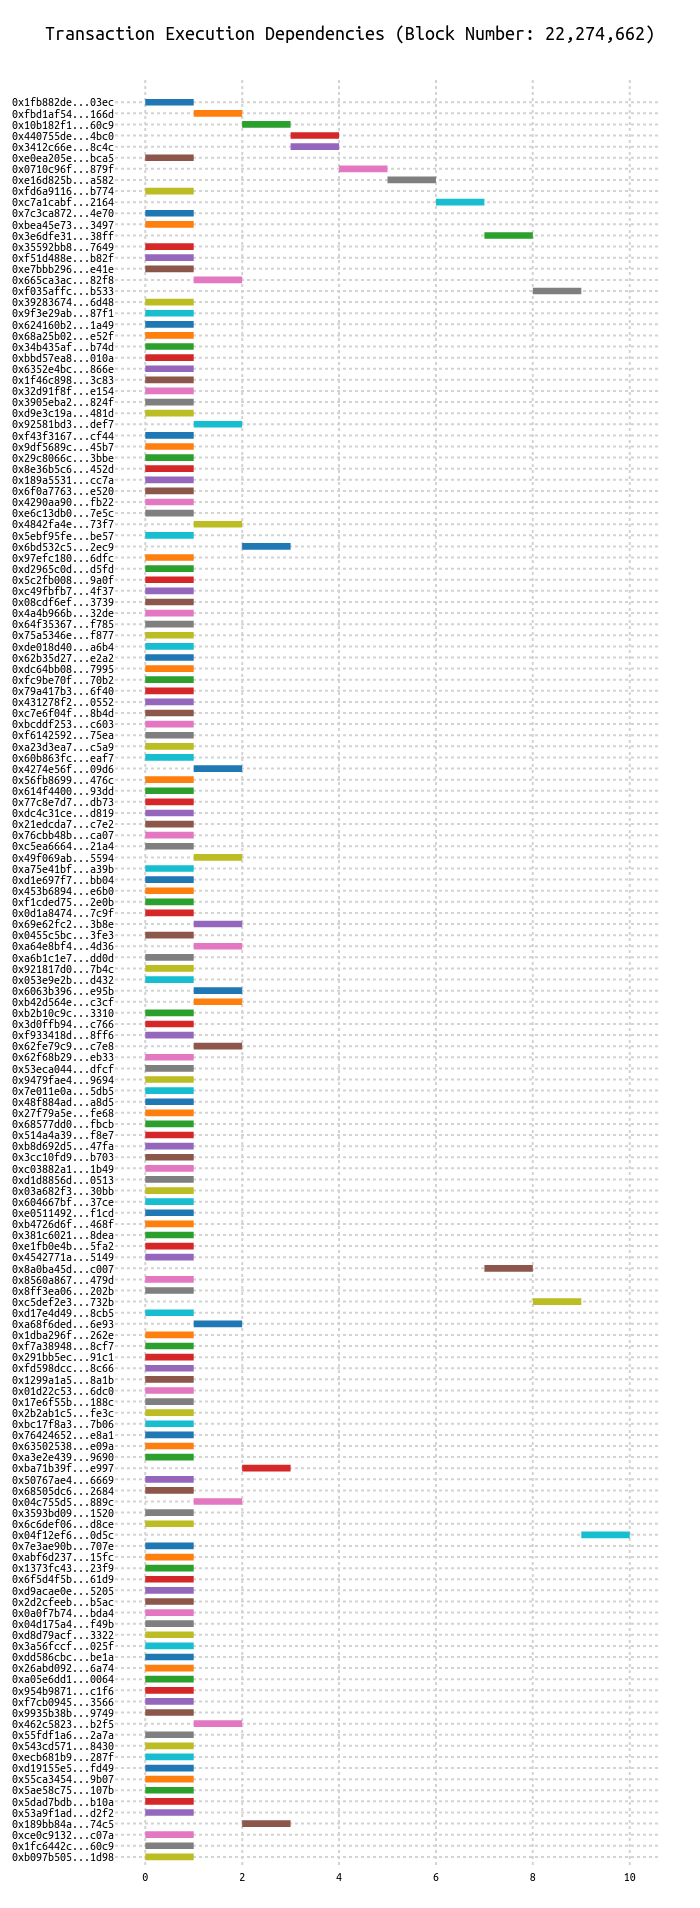 Transaction Execution Dependencies (Block Number: 22,274,662)
0x1fb882de...03ec
0xfbd1af54...166d
0x10b182f1...60c9
0x440755de...4bc0
0x3412c66e...8c4c
0xe0ea205e...bca5
0x0710c96f...879f
0xe16d825b...a582
0xfd6a9116...b774
0xc7a1cabf...2164
0x7c3ca872...4e70
0xbea45e73...3497
0x3e6dfe31...38ff
0x35592bb8...7649
0xf51d488e...b82f
0xe7bbb296...e41e
0x665ca3ac...82f8
0xf035affc...b533
0x39283674...6d48
0x9f3e29ab...87f1
0x624160b2...1a49
0x68a25b02...e52f
0x34b435af...b74d
0xbbd57ea8...010a
0x6352e4bc...866e
0x1f46c898...3c83
0x32d91f8f...e154
0x3905eba2...824f
0xd9e3c19a...481d
0x92581bd3...def7
0xf43f3167...cf44
0x9df5689c...45b7
0x29c8066c...3bbe
0x8e36b5c6...452d
0x189a5531...cc7a
0x6f0a7763...e520
0x4290aa90...fb22
0xe6c13db0...7e5c
0x4842fa4e...73f7
0x5ebf95fe...be57
0x6bd532c5...2ec9
0x97efc180...6dfc
0xd2965c0d...d5fd
0x5c2fb008...9a0f
0xc49fbfb7...4f37
0x08cdf6ef...3739
0x4a4b966b...32de
0x64f35367...f785
0x75a5346e...f877
0xde018d40...a6b4
0x62b35d27...e2a2
0xdc64bb08...7995
0xfc9be70f...70b2
0x79a417b3...6f40
0x431278f2...0552
0xc7e6f04f...8b4d
0xbcddf253...c603
0xf6142592...75ea
0xa23d3ea7...c5a9
0x60b863fc...eaf7
0x4274e56f...09d6
0x56fb8699...476c
0x614f4400...93dd
0x77c8e7d7...db73
0xdc4c31ce...d819
0x21edcda7...c7e2
0x76cbb48b...ca07
0xc5ea6664...21a4
0x49f069ab...5594
0xa75e41bf...a39b
0xd1e697f7...bb04
0x453b6894...e6b0
0xf1cded75...2e0b
0x0d1a8474...7c9f
0x69e62fc2...3b8e
0x0455c5bc...3fe3
0xa64e8bf4...4d36
0xa6b1c1e7...dd0d
0x921817d0...7b4c
0x053e9e2b...d432
0x6063b396...e95b
0xb42d564e...c3cf
0xb2b10c9c...3310
0x3d0ffb94...c766
0xf933418d...8ff6
0x62fe79c9...c7e8
0x62f68b29...eb33
0x53eca044...dfcf
0x9479fae4...9694
0x7e011e0a...5db5
0x48f884ad...a8d5
0x27f79a5e...fe68
0x68577dd0...fbcb
0x514a4a39...f8e7
0xb8d692d5...47fa
0x3cc10fd9...b703
0xc03882a1...1b49
0xd1d8856d...0513
0x03a682f3...30bb
0x604667bf...37ce
0xe0511492...f1cd
0xb4726d6f...468f
0x381c6021...8dea
0xe1fb0e4b...5fa2
0x4542771a...5149
0x8a0ba45d...c007
0x8560a867...479d
0x8ff3ea06...202b
0xc5def2e3...732b
0xd17e4d49...8cb5
0xa68f6ded...6e93
0x1dba296f...262e
0xf7a38948...8cf7
0x291bb5ec...91c1
0xfd598dcc...8c66
0x1299a1a5...8a1b
0x01d22c53...6dc0
0x17e6f55b...188c
0x2b2ab1c5...fe3c
0xbc17f8a3...7b06
0x76424652...e8a1
0x63502538...e09a
0xa3e2e439...9690
0xba71b39f...e997
0x50767ae4...6669
0x68505dc6...2684
0x04c755d5...889c
0x3593bd09...1520
0x6c6def06...d8ce
0x04f12ef6...0d5c
0x7e3ae90b...707e
0xabf6d237...15fc
0x1373fc43...23f9
0x6f5d4f5b...61d9
0xd9acae0e...5205
0x2d2cfeeb...b5ac
0x0a0f7b74...bda4
0x04d175a4...f49b
0xd8d79acf...3322
0x3a56fccf...025f
0xdd586cbc...be1a
0x26abd092...6a74
0xa05e6dd1...0064
0x954b9871...c1f6
0xf7cb0945...3566
0x9935b38b...9749
0x462c5823...b2f5
0x55fdf1a6...2a7a
0x543cd571...8430
0xecb681b9...287f
0xd19155e5...fd49
0x55ca3454...9b07
0x5ae58c75...107b
0x5dad7bdb...b10a
0x53a9f1ad...d2f2
0x189bb84a...74c5
0xce0c9132...c07a
0x1fc6442c...60c9
0xb097b505...1d98
0 2 4 6 8 10